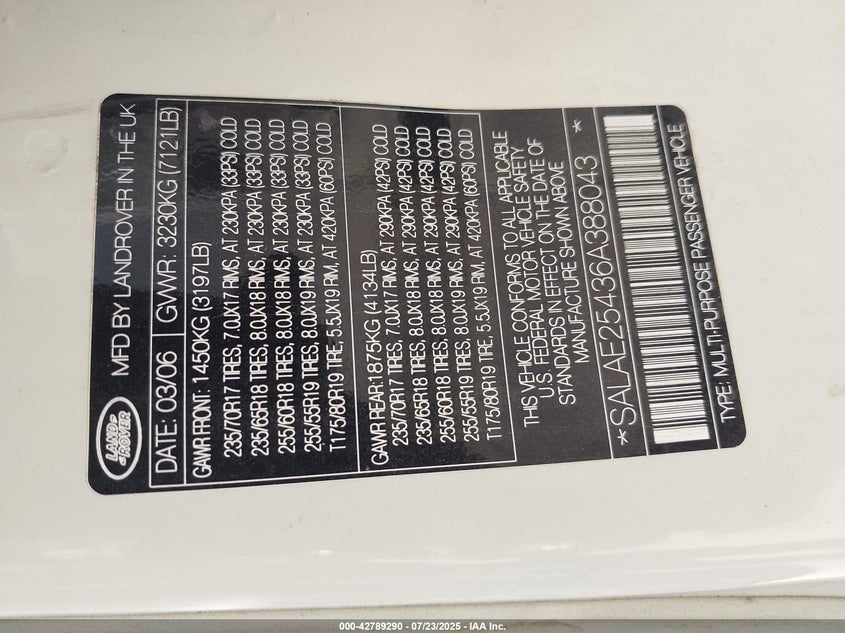 LAND
ROVER
MFD BY LANDROVER IN THE UK
DATE: 03/06 GVWR: 3230KG (7121LB)
GAWR FRONT: 1450KG (3197LB)
235/70R17 TIRES, 7.0JX17 RIMS, AT 230KPA (33PSI) COLD
235/65R18 TIRES, 8.0JX18 RIMS, AT 230KPA (33PSI) COLD
255/60R18 TIRES, 8.0JX18 RIMS, AT 230KPA (33PSI) COLD
255/55R19 TIRES, 8.0JX19 RIMS, AT 230KPA (33PSI) COLD
T175/80R19 TIRE, 5.5JX19 RIM, AT 420KPA (60PSI) COLD
GAWR REAR: 1875KG (4134LB)
235/70R17 TIRES, 7.0JX17 RIMS, AT 290KPA (42PSI) COLD
235/65R18 TIRES, 8.0JX18 RIMS, AT 290KPA (42PSI) COLD
255/60R18 TIRES, 8.0JX18 RIMS, AT 290KPA (42PSI) COLD
255/55R19 TIRES, 8.0JX19 RIMS, AT 290KPA (42PSI) COLD
T175/80R19 TIRE, 5.5JX19 RIM, AT 420KPA (60PSI) COLD
THIS VEHICLE CONFORMS TO ALL APPLICABLE
U.S. FEDERAL MOTOR VEHICLE SAFETY
STANDARDS IN EFFECT ON THE DATE OF
MANUFACTURE SHOWN ABOVE
*SALAE25436A388043*
TYPE: MULTI-PURPOSE PASSENGER VEHICLE
000-42789290 - 07/23/2025 - IAA Inc.